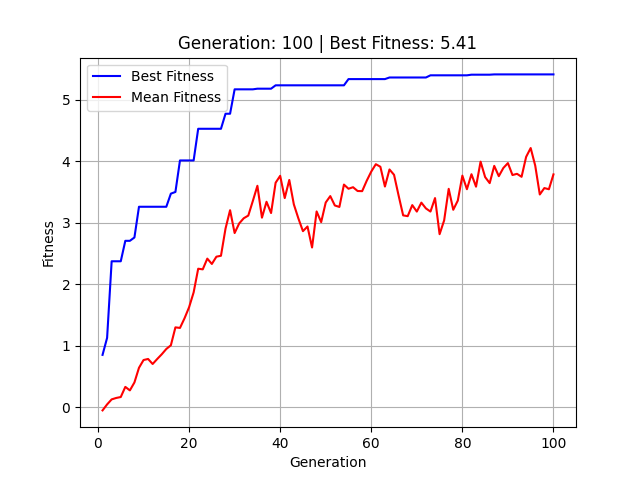 Generation: 100 | Best Fitness: 5.41
Best Fitness
Mean Fitness
5
4
3
2
1
0
Fitness
0 20 40 60 80 100
Generation